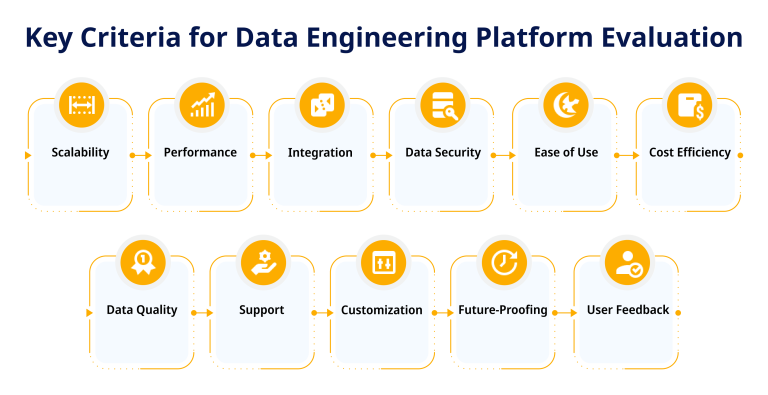 Key Criteria for Data Engineering Platform Evaluation
Scalability
Performance
Integration
Data Security
Ease of Use
Cost Efficiency
Data Quality
Support
Customization
Future-Proofing
User Feedback